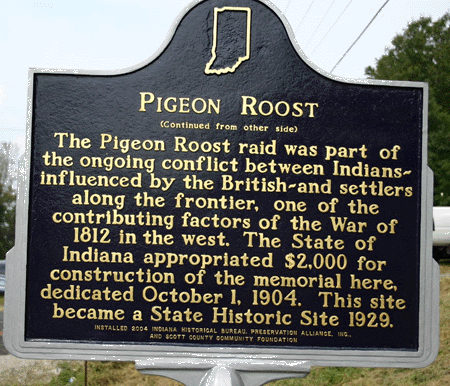 PIGEON ROOST
(Continued from other side)
The Pigeon Roost raid was part of
the ongoing conflict between Indians-
influenced by the British-and settlers
along the frontier, one of the
contributing factors of the War of
1812 in the west. The State of
Indiana appropriated $2,000 for
construction of the memorial here,
dedicated October 1, 1904. This site
became a State Historic Site 1929.
INSTALLED 2004 INDIANA HISTORICAL BUREAU, PRESERVATION ALLIANCE, INC.,
AND SCOTT COUNTY COMMUNITY FOUNDATION